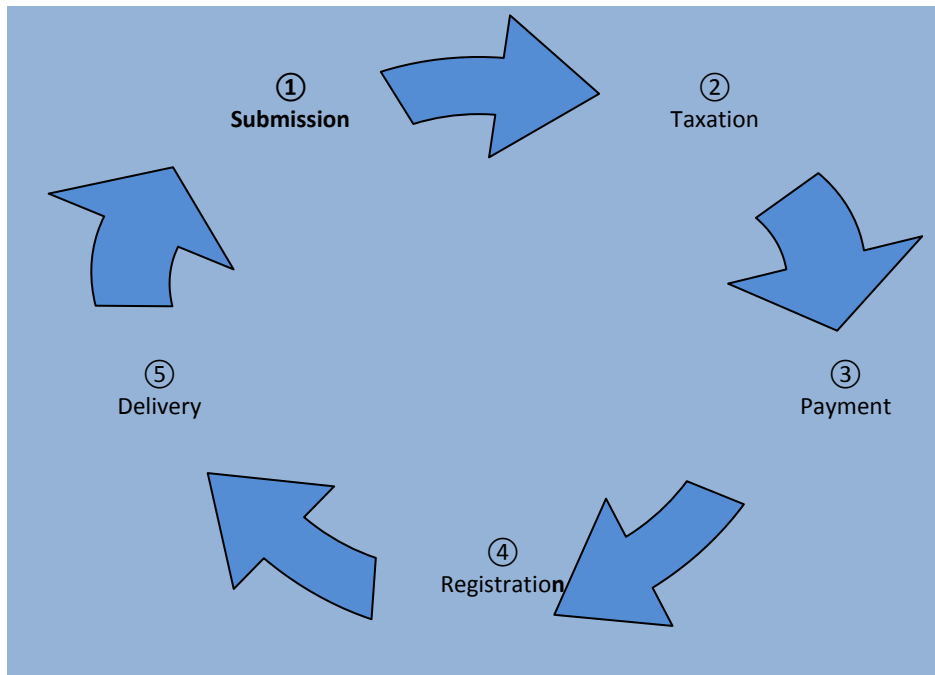 ①
Submission
②
Taxation
③
Payment
④
Registration
⑤
Delivery